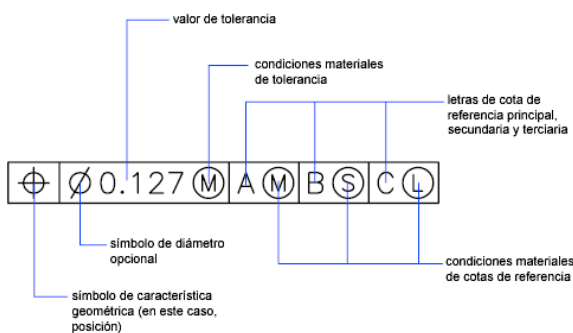 valor de tolerancia
condiciones materiales
de tolerancia
letras de cota de
referencia principal,
secundaria y terciaria
⌖ ⌀ 0.127 Ⓜ A Ⓜ B Ⓢ C Ⓛ
símbolo de diámetro
opcional
condiciones materiales
de cotas de referencia
símbolo de característica
geométrica (en este caso,
posición)